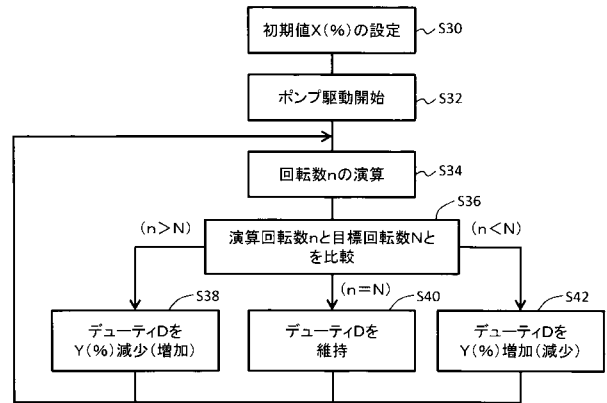 初期値X(%)の設定
S30
ポンプ駆動開始
S32
回転数nの演算
S34
S36
演算回転数nと目標回転数Nと
を比較
(n>N)
(n=N)
(n<N)
S38
デューティDを
Y(%)減少(増加)
S40
デューティDを
維持
S42
デューティDを
Y(%)増加(減少)